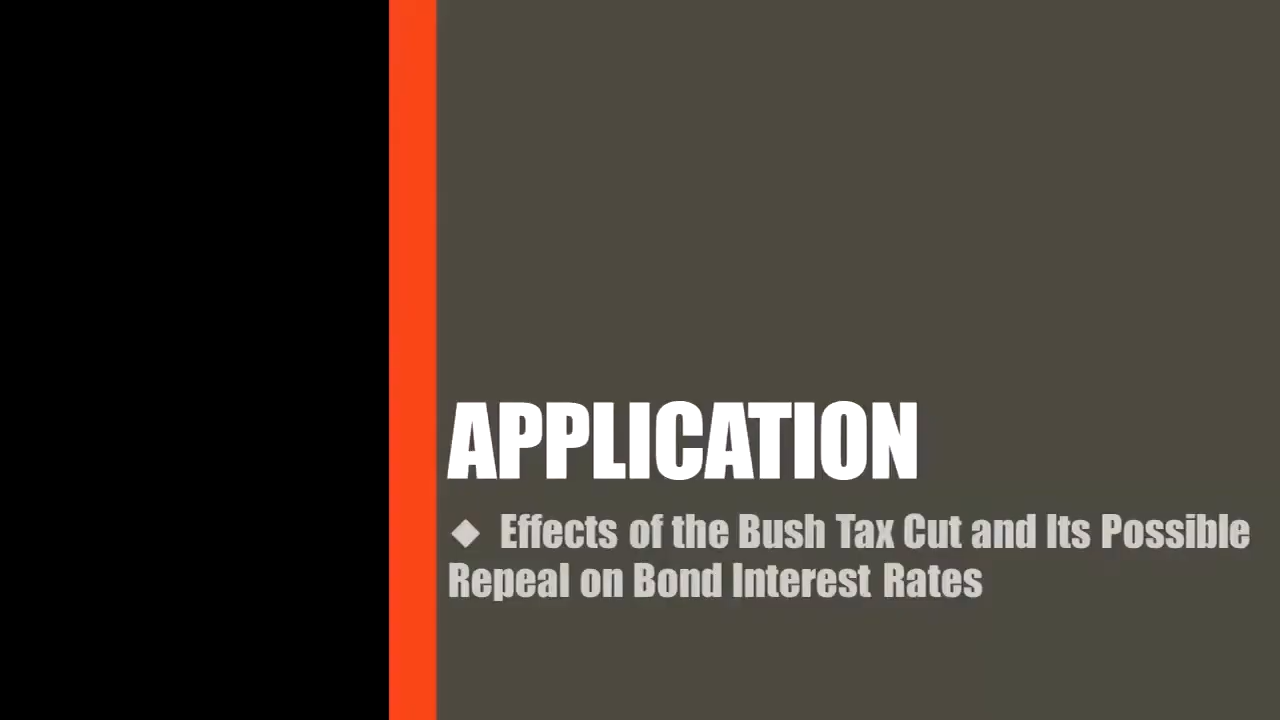 APPLICATION
◆ Effects of the Bush Tax Cut and Its Possible
Repeal on Bond Interest Rates